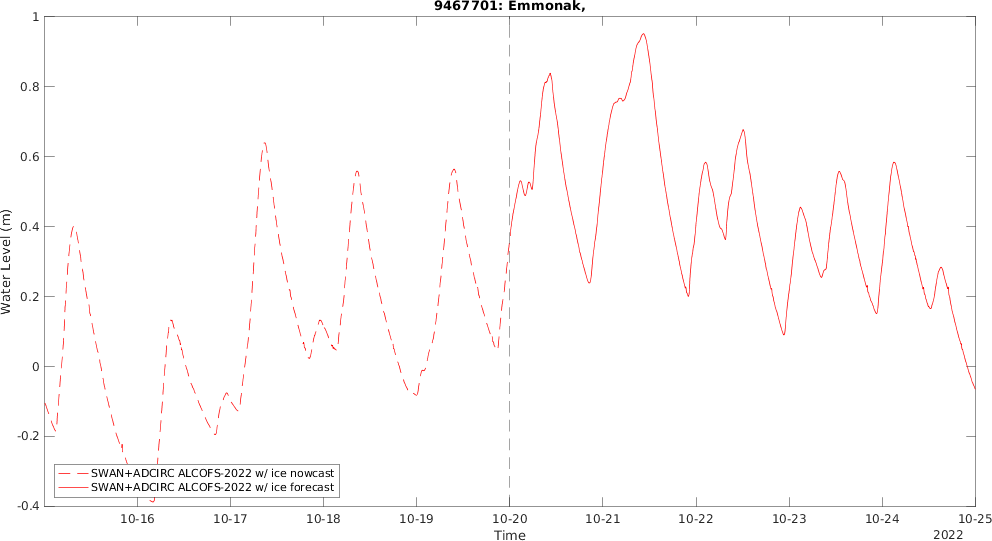 9467701: Emmonak,
1
0.8
0.6
0.4
0.2
0
-0.2
-0.4
Water Level (m)
SWAN+ADCIRC ALCOFS-2022 w/ ice nowcast
SWAN+ADCIRC ALCOFS-2022 w/ ice forecast
10-16 10-17 10-18 10-19 10-20 10-21 10-22 10-23 10-24 10-25
Time
2022